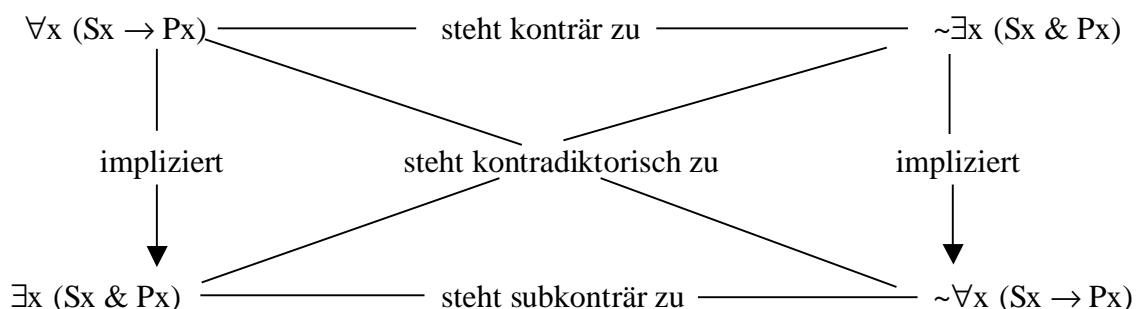 ∀x (Sx → Px) steht konträr zu ~∃x (Sx & Px)
impliziert steht kontradiktorisch zu impliziert
∃x (Sx & Px) steht subkonträr zu ~∀x (Sx → Px)